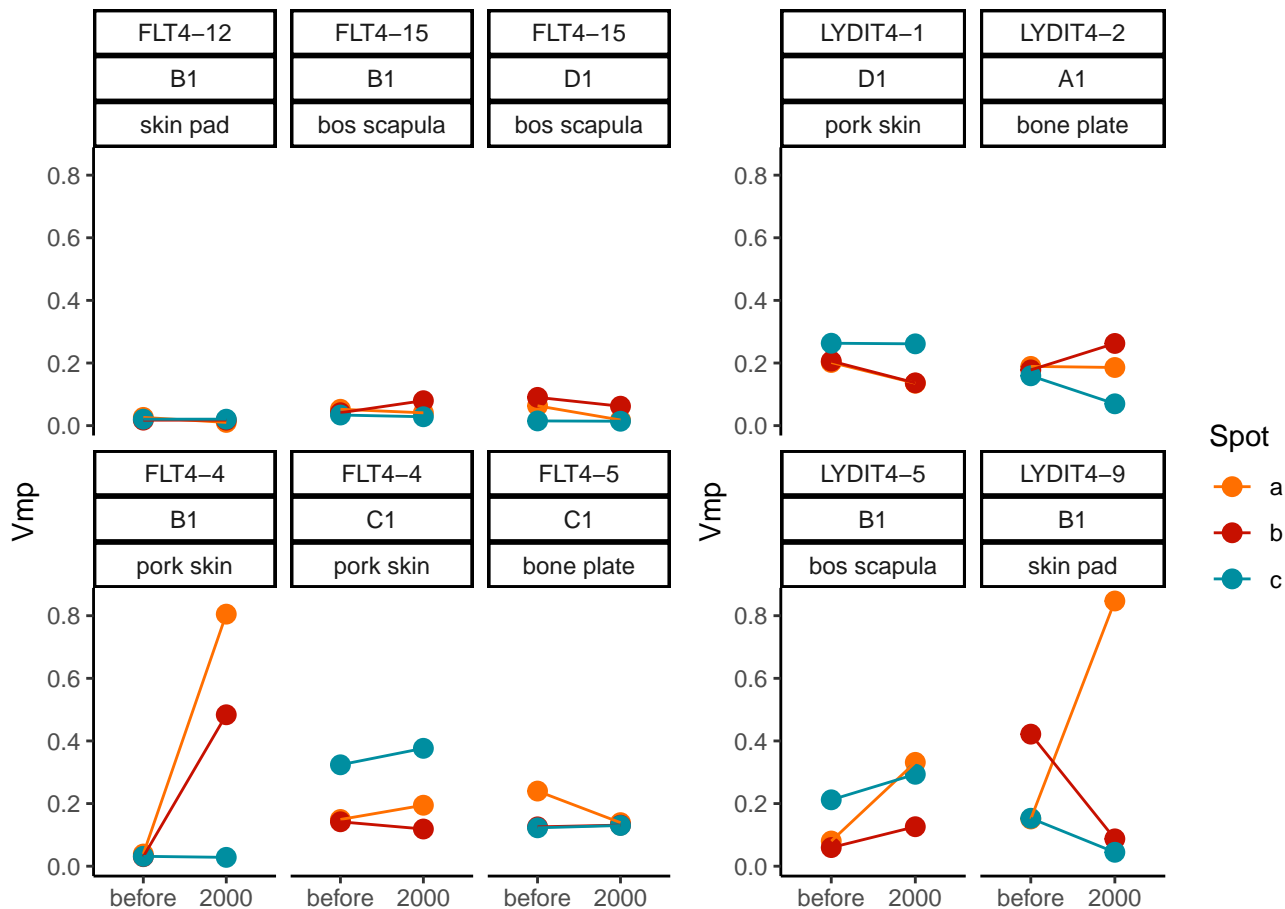 FLT4−12 FLT4−15 FLT4−15 LYDIT4−1 LYDIT4−2
B1 B1 D1 D1 A1
skin pad bos scapula bos scapula pork skin bone plate
0.8 0.8
0.6 0.6
0.4 0.4
0.2 0.2
0.0 0.0
Vmp Vmp
FLT4−4 FLT4−4 FLT4−5 LYDIT4−5 LYDIT4−9
B1 C1 C1 B1 B1
pork skin pork skin bone plate bos scapula skin pad
0.8 0.8
0.6 0.6
0.4 0.4
0.2 0.2
0.0 0.0
before 2000 before 2000 before 2000 before 2000 before 2000
Spot
a
b
c